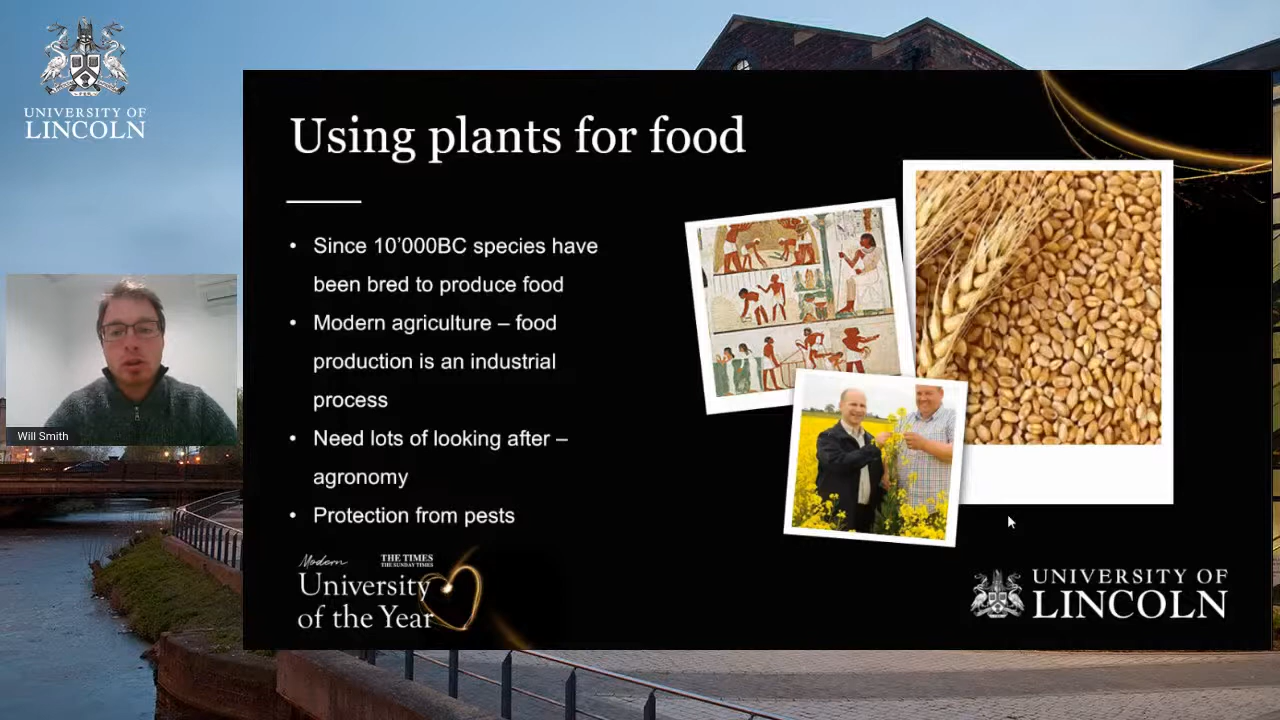 UNIVERSITY OF
LINCOLN
Using plants for food
• Since 10'000BC species have
been bred to produce food
• Modern agriculture – food
production is an industrial
process
• Need lots of looking after –
agronomy
• Protection from pests
Will Smith
Modern
THE TIMES
THE SUNDAY TIMES
University
of the Year
UNIVERSITY OF
LINCOLN